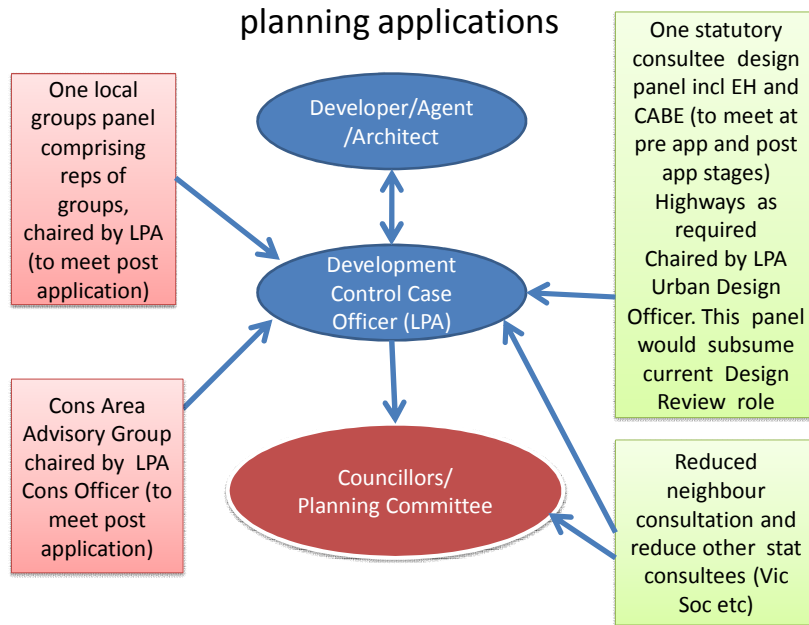 planning applications
One local
groups panel
comprising
reps of
groups,
chaired by LPA
(to meet post
application)
Developer/Agent
/Architect
One statutory
consultee design
panel incl EH and
CABE (to meet at
pre app and post
app stages)
Highways as
required
Chaired by LPA
Urban Design
Officer. This panel
would subsume
current Design
Review role
Development
Control Case
Officer (LPA)
Cons Area
Advisory Group
chaired by LPA
Cons Officer (to
meet post
application)
Councillors/
Planning Committee
Reduced
neighbour
consultation and
reduce other stat
consultees (Vic
Soc etc)